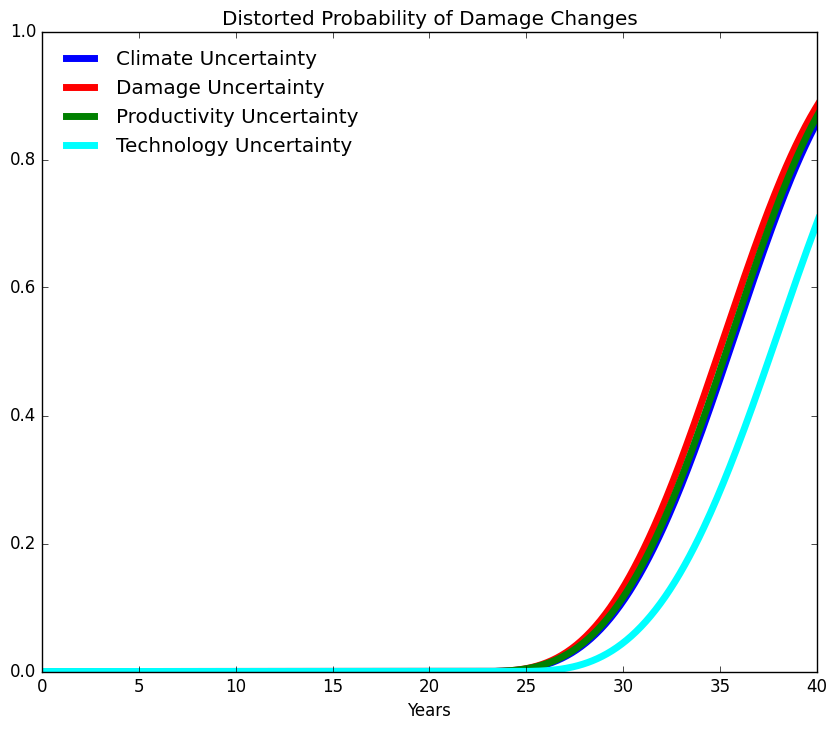 Distorted Probability of Damage Changes
1.0
Climate Uncertainty
Damage Uncertainty
Productivity Uncertainty
Technology Uncertainty
0.8
0.6
0.4
0.2
0.0
0 5 10 15 20 25 30 35 40
Years